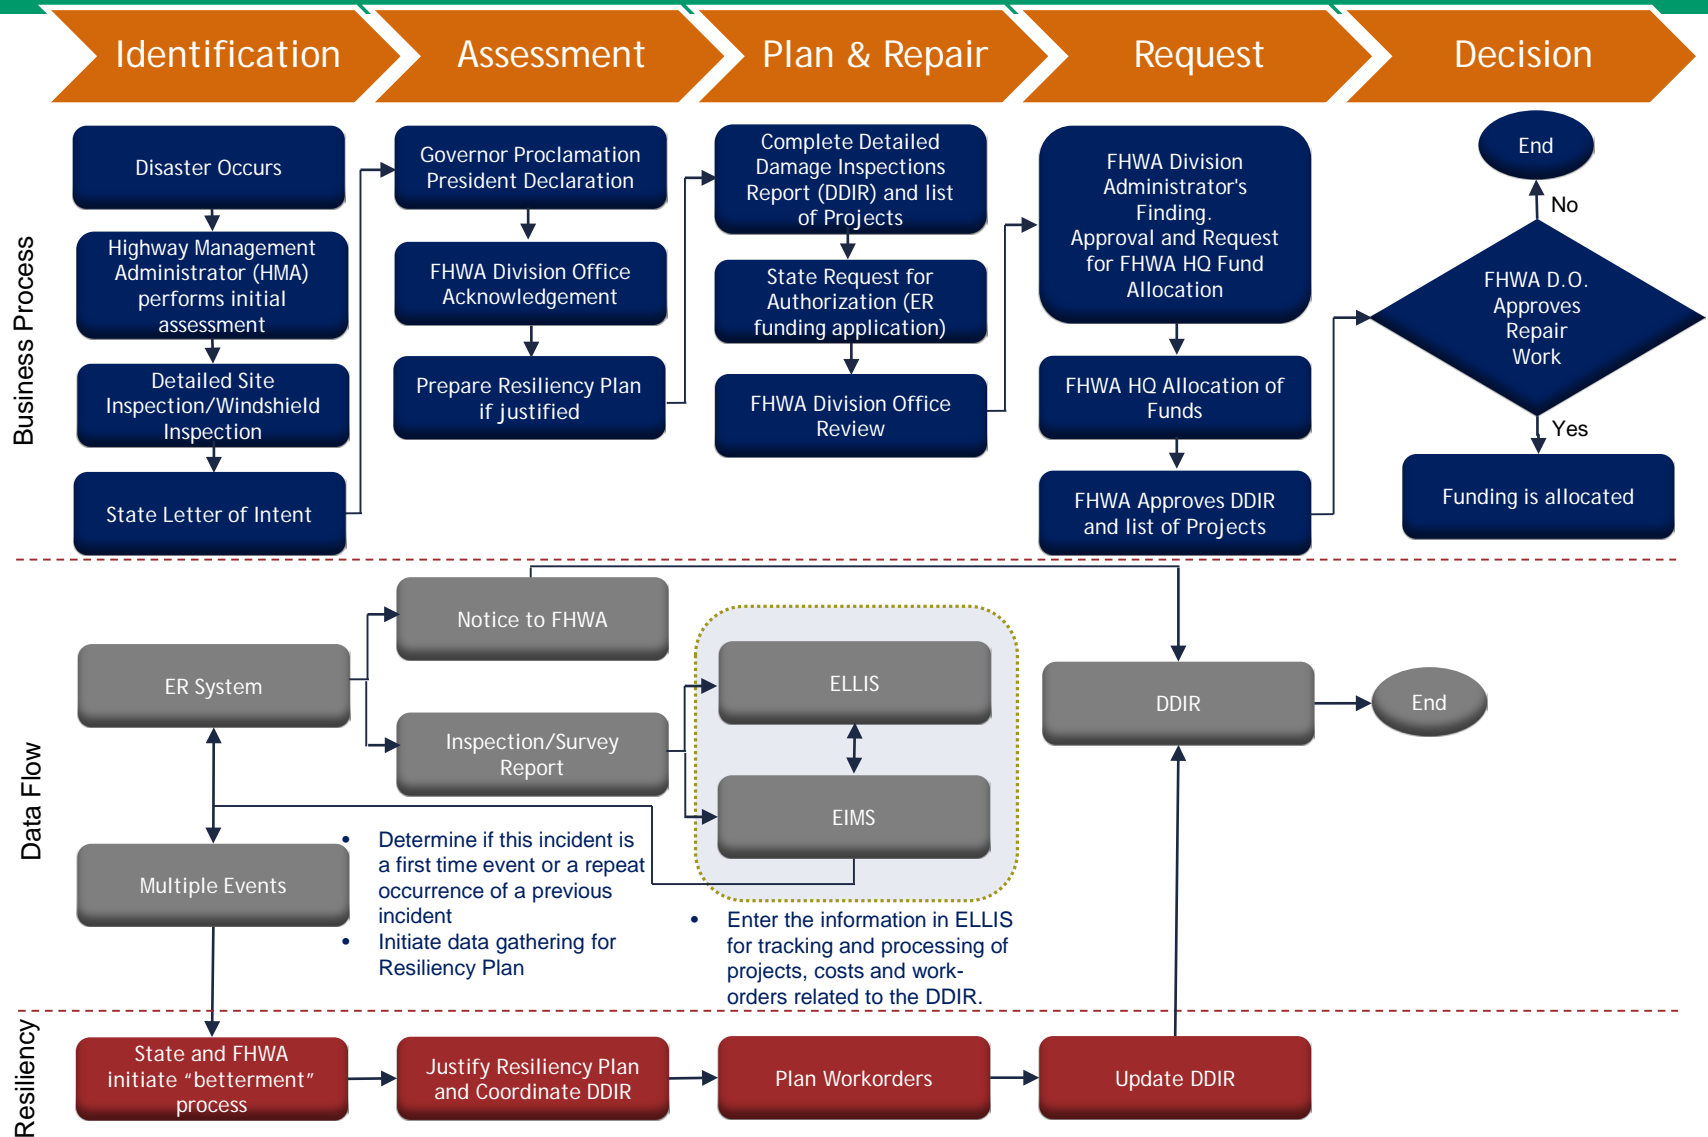 Identification
Assessment
Plan & Repair
Request
Decision
Business Process
Disaster Occurs
Highway Management
Administrator (HMA)
performs initial
assessment
Detailed Site
Inspection/Windshield
Inspection
State Letter of Intent
Governor Proclamation
President Declaration
FHWA Division Office
Acknowledgement
Prepare Resiliency Plan
if justified
Complete Detailed
Damage Inspections
Report (DDIR) and list
of Projects
State Request for
Authorization (ER
funding application)
FHWA Division Office
Review
FHWA Division
Administrator's
Finding.
Approval and Request
for FHWA HQ Fund
Allocation
FHWA HQ Allocation of
Funds
FHWA Approves DDIR
and list of Projects
End
No
FHWA D.O.
Approves
Repair
Work
Yes
Funding is allocated
Data Flow
ER System
Multiple Events
Notice to FHWA
Inspection/Survey
Report
• Determine if this incident is
a first time event or a repeat
occurrence of a previous
incident
• Initiate data gathering for
Resiliency Plan
ELLIS
EIMS
• Enter the information in ELLIS
for tracking and processing of
projects, costs and work-
orders related to the DDIR.
DDIR
End
Resiliency
State and FHWA
initiate “betterment”
process
Justify Resiliency Plan
and Coordinate DDIR
Plan Workorders
Update DDIR